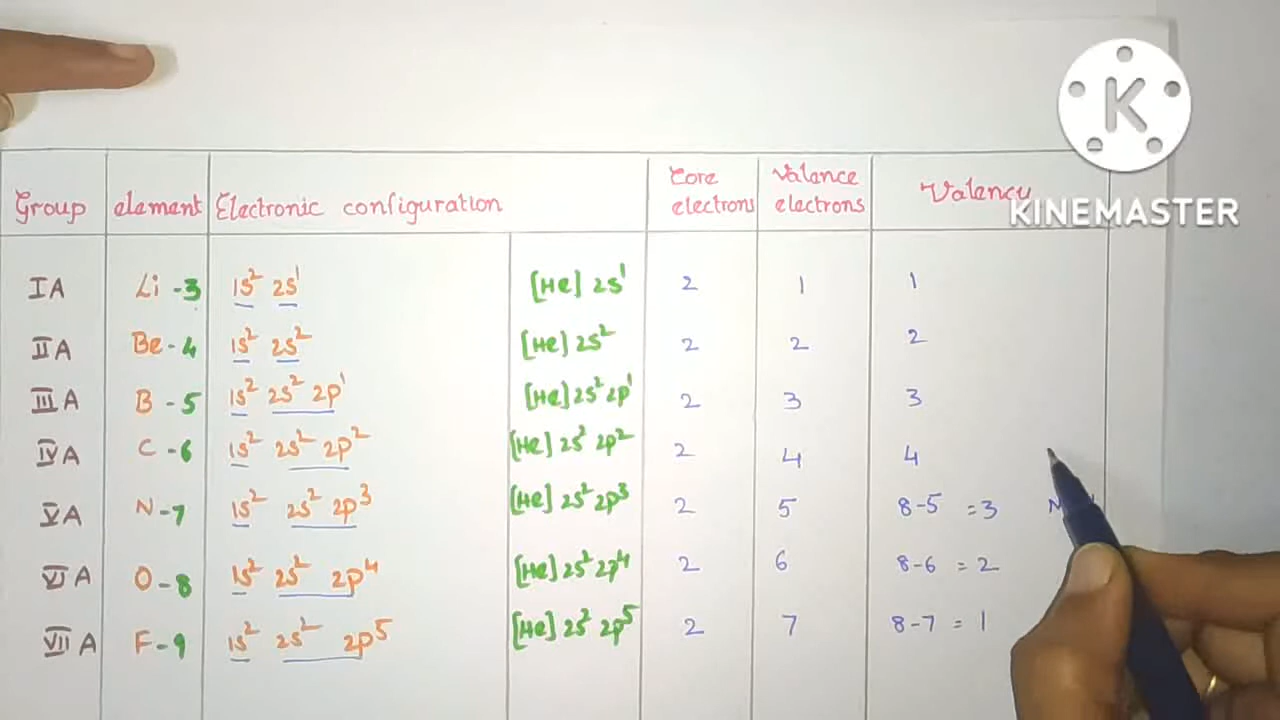 K
KINEMASTER
Group element Electronic configuration Core electrons Valance electrons Valency
IA Li -3 1s² 2s¹ [He] 2s¹ 2 1 1
IIA Be - 4 1s² 2s² [He] 2s² 2 2 2
III A B - 5 1s² 2s² 2p¹ [He] 2s² 2p¹ 2 3 3
IVA C - 6 1s² 2s² 2p² [He] 2s² 2p² 2 4 4
VA N - 7 1s² 2s² 2p³ [He] 2s² 2p³ 2 5 8-5 = 3
VI A O - 8 1s² 2s² 2p⁴ [He] 2s² 2p⁴ 2 6 8-6 = 2
VII A F - 9 1s² 2s² 2p⁵ [He] 2s² 2p⁵ 2 7 8-7 = 1